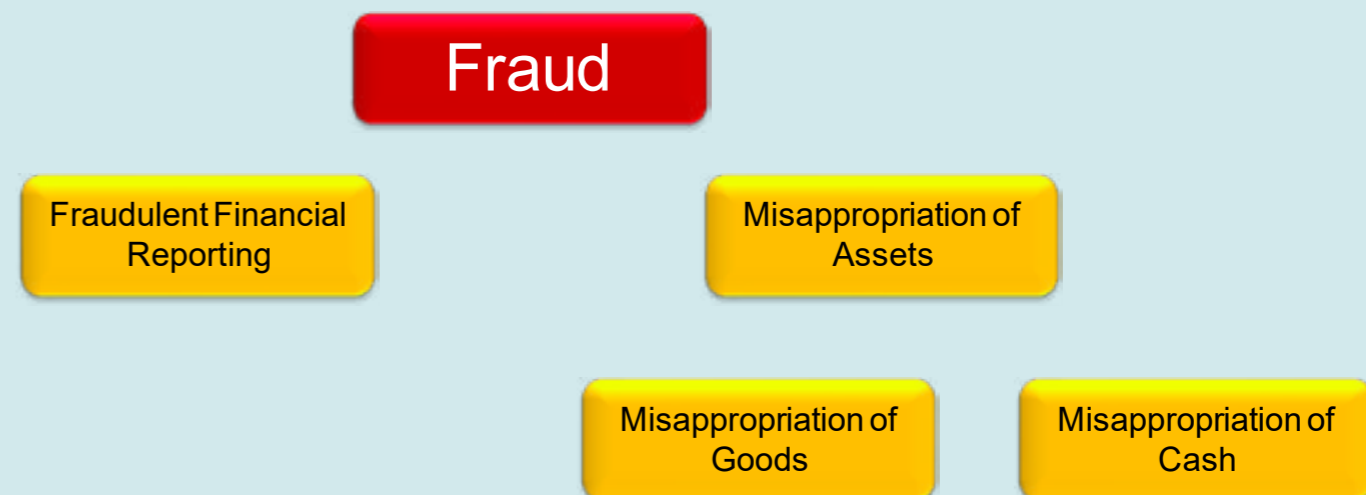 Fraud
Fraudulent Financial
Reporting
Misappropriation of
Assets
Misappropriation of
Goods
Misappropriation of
Cash